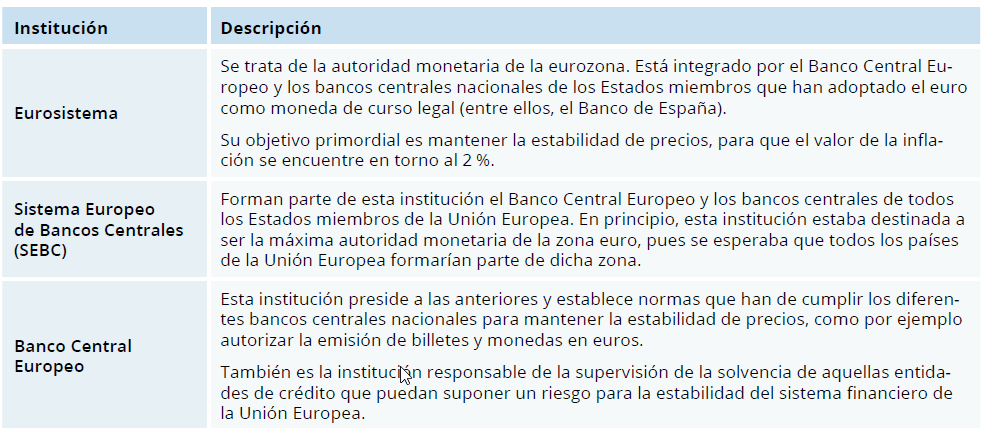 Institución
Descripción
Eurosistema
Se trata de la autoridad monetaria de la eurozona. Está integrado por el Banco Central Eu-
ropeo y los bancos centrales nacionales de los Estados miembros que han adoptado el euro
como moneda de curso legal (entre ellos, el Banco de España).
Su objetivo primordial es mantener la estabilidad de precios, para que el valor de la infla-
ción se encuentre en torno al 2 %.
Sistema Europeo
de Bancos Centrales
(SEBC)
Forman parte de esta institución el Banco Central Europeo y los bancos centrales de todos
los Estados miembros de la Unión Europea. En principio, esta institución estaba destinada a
ser la máxima autoridad monetaria de la zona euro, pues se esperaba que todos los países
de la Unión Europea formarían parte de dicha zona.
Banco Central
Europeo
Esta institución preside a las anteriores y establece normas que han de cumplir los diferen-
tes bancos centrales nacionales para mantener la estabilidad de precios, como por ejemplo
autorizar la emisión de billetes y monedas en euros.
También es la institución responsable de la supervisión de la solvencia de aquellas entida-
des de crédito que puedan suponer un riesgo para la estabilidad del sistema financiero de
la Unión Europea.